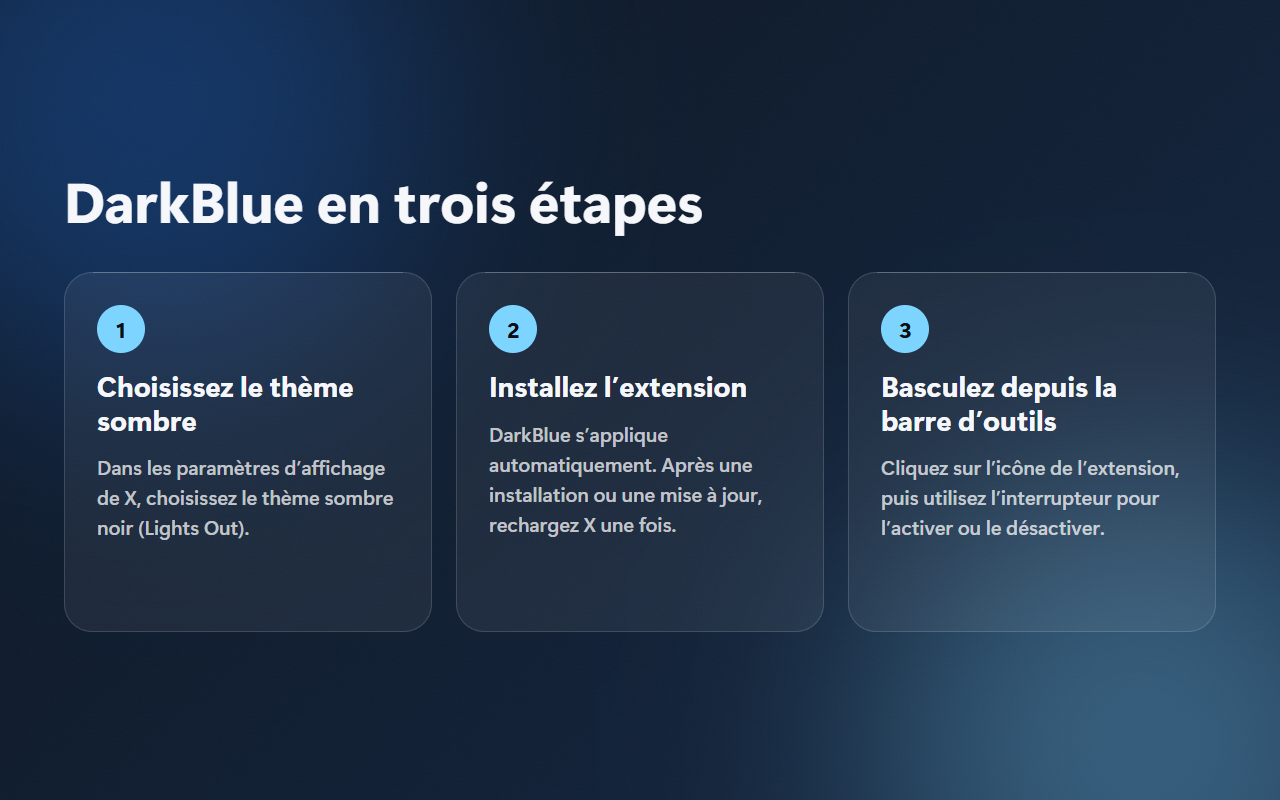 DarkBlue en trois étapes
1
Choisissez le thème
sombre
Dans les paramètres d’affichage
de X, choisissez le thème sombre
noir (Lights Out).
2
Installez l’extension
DarkBlue s’applique
automatiquement. Après une
installation ou une mise à jour,
rechargez X une fois.
3
Basculez depuis la
barre d’outils
Cliquez sur l’icône de l’extension,
puis utilisez l’interrupteur pour
l’activer ou le désactiver.